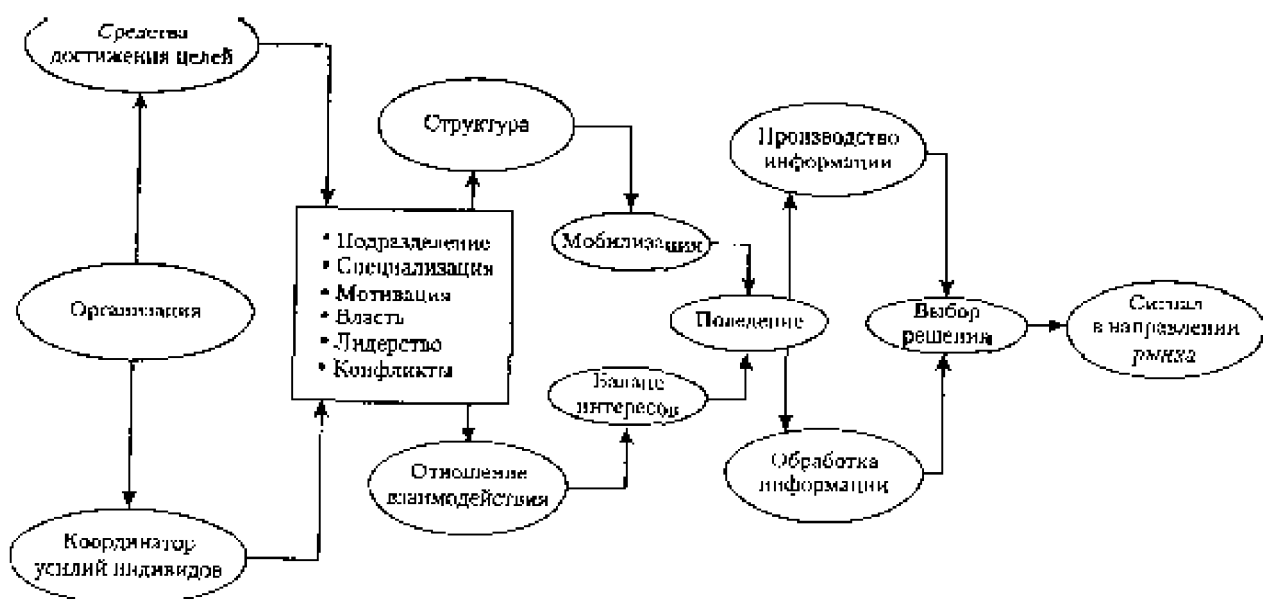 Средства
достижения целей
Структура
Производство
информации
• Подразделение
• Специализация
• Мотивация
• Власть
• Лидерство
• Конфликты
Мобилизация
Организация
Поведение
Выбор
решения
Сигнал
в направлении
рынка
Баланс
интересов
Отношение
взаимодействия
Обработка
информации
Координатор
усилий индивидов